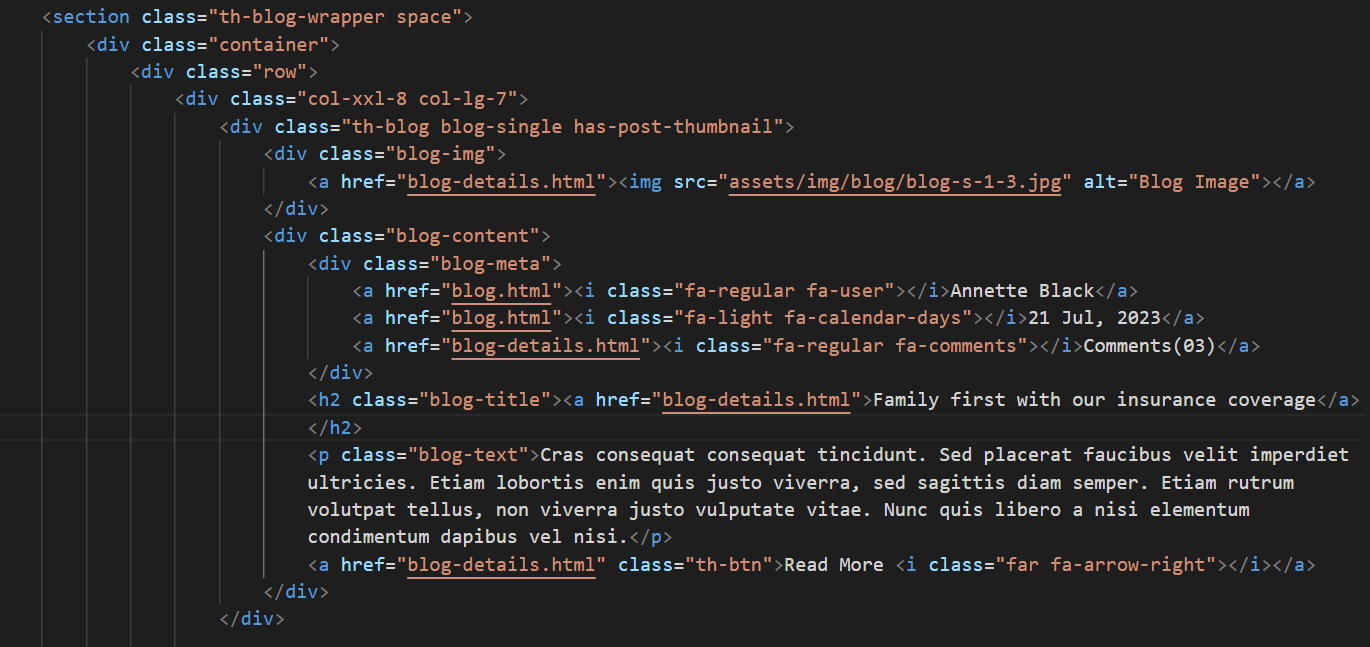 <section class="th-blog-wrapper space">
<div class="container">
<div class="row">
<div class="col-xxl-8 col-lg-7">
<div class="th-blog blog-single has-post-thumbnail">
<div class="blog-img">
<a href="blog-details.html"><img src="assets/img/blog/blog-s-1-3.jpg" alt="Blog Image"></a>
</div>
<div class="blog-content">
<div class="blog-meta">
<a href="blog.html"><i class="fa-regular fa-user"></i>Annette Black</a>
<a href="blog.html"><i class="fa-light fa-calendar-days"></i>21 Jul, 2023</a>
<a href="blog-details.html"><i class="fa-regular fa-comments"></i>Comments(03)</a>
</div>
<h2 class="blog-title"><a href="blog-details.html">Family first with our insurance coverage</a>
</h2>
<p class="blog-text">Cras consequat consequat tincidunt. Sed placerat faucibus velit imperdiet
ultricies. Etiam lobortis enim quis justo viverra, sed sagittis diam semper. Etiam rutrum
volutpat tellus, non viverra justo vulputate vitae. Nunc quis libero a nisi elementum
condimentum dapibus vel nisi.</p>
<a href="blog-details.html" class="th-btn">Read More <i class="far fa-arrow-right"></i></a>
</div>
</div>